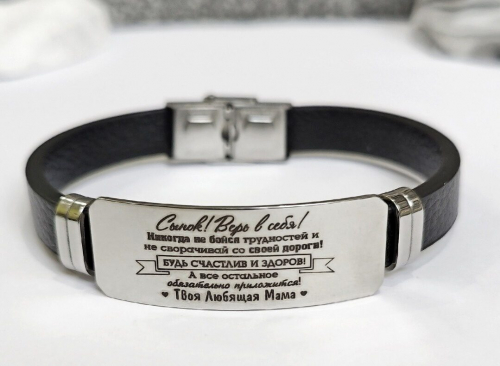 Сынок! Верь в себя!
Никогда не бойся трудностей и
не сворачивай со своей дороги!
БУДЬ СЧАСТЛИВ И ЗДОРОВ!
А все остальное
обязательно приложится!
♥ Твоя Любящая Мама ♥